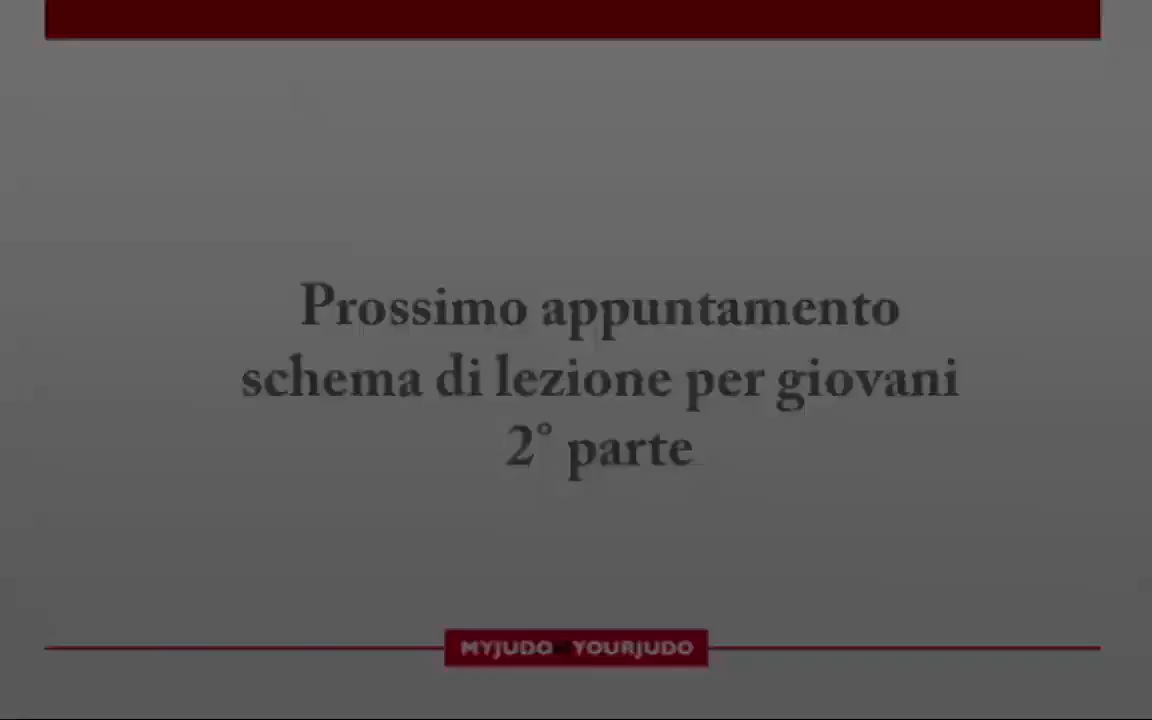 Prossimo appuntamento
schema di lezione per giovani
2° parte
MYJUDO YOURJUDO